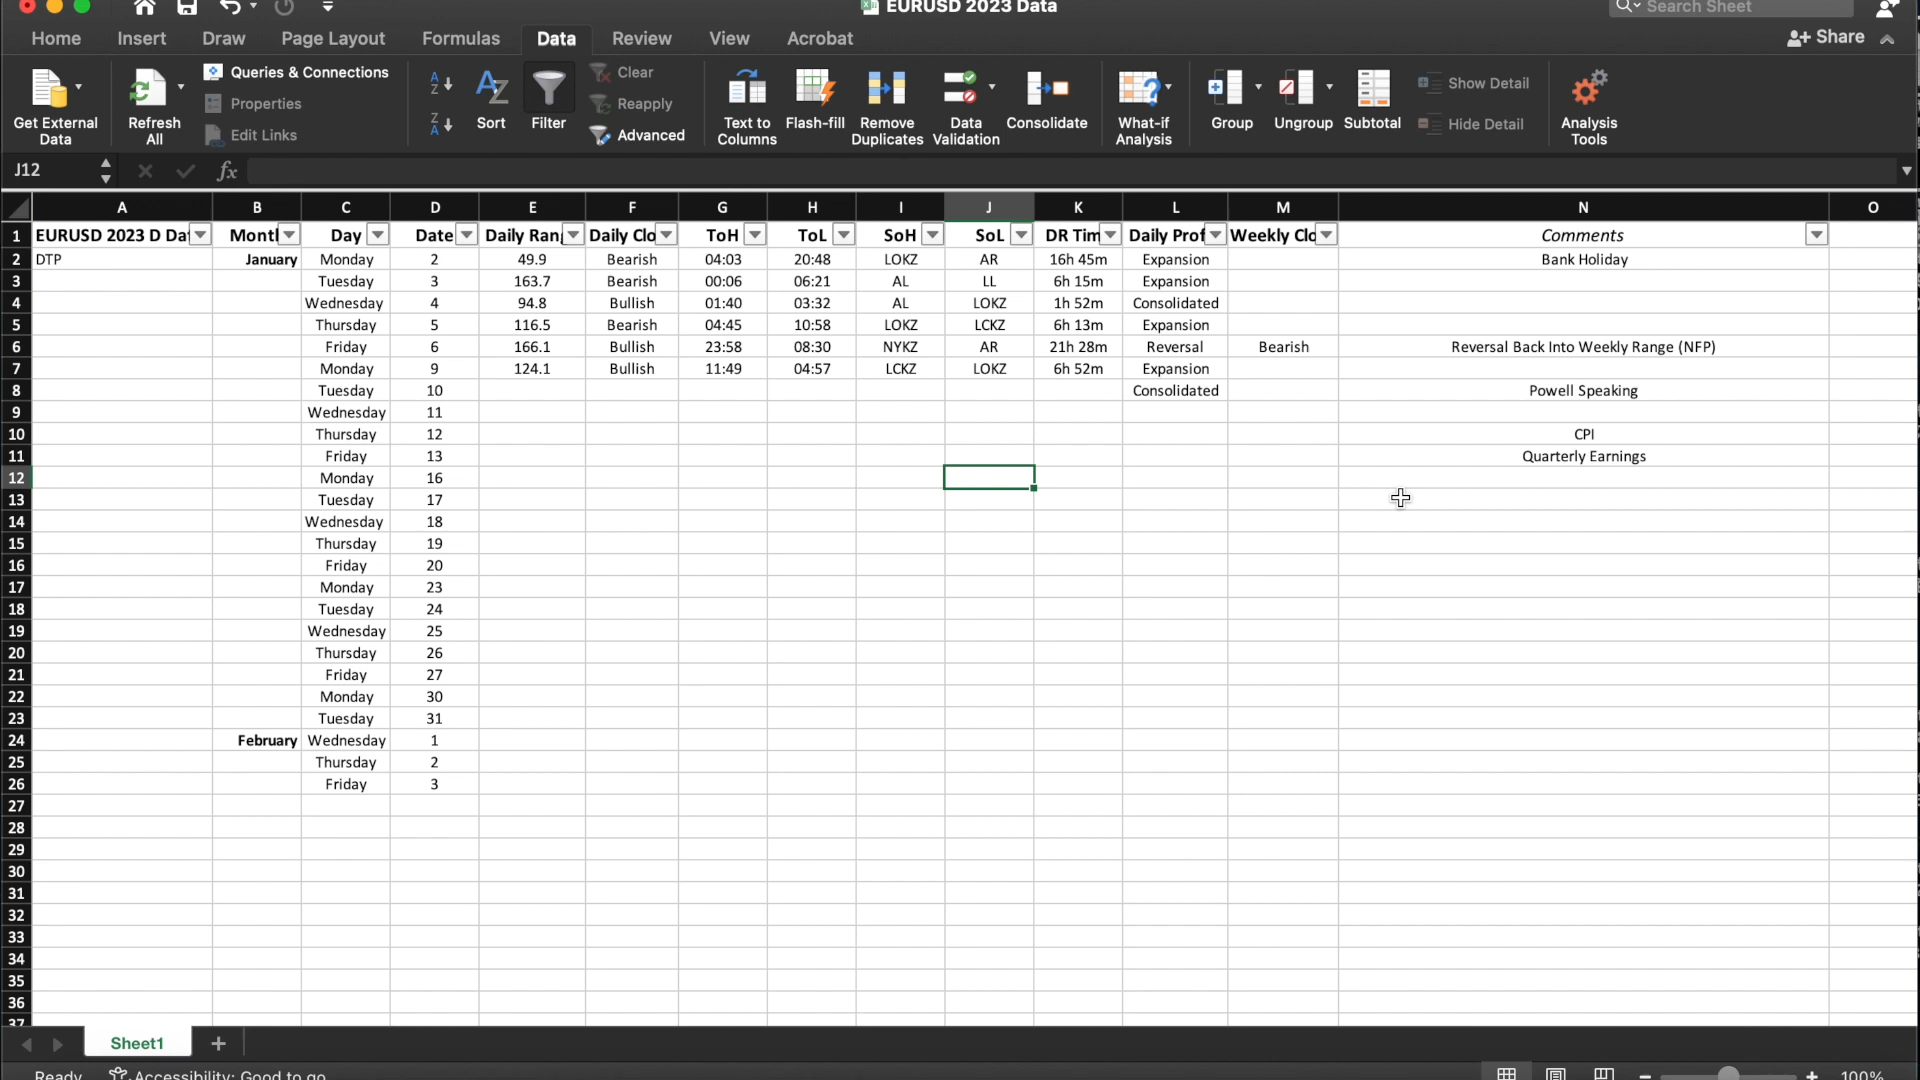 EURUSD 2023 Data
Search Sheet
Home Insert Draw Page Layout Formulas Data Review View Acrobat Share
Get External Data
Refresh All
Queries & Connections
Properties
Edit Links
Sort
Filter
Clear
Reapply
Advanced
Text to Columns
Flash-fill
Remove Duplicates
Data Validation
Consolidate
What-if Analysis
Group
Ungroup
Subtotal
Show Detail
Hide Detail
Analysis Tools
J12 fx
A B C D E F G H I J K L M N O
1 EURUSD 2023 D Dat Month Day Date Daily Rang Daily Clo ToH ToL SoH SoL DR Tim Daily Prof Weekly Clo Comments
2 DTP January Monday 2 49.9 Bearish 04:03 20:48 LOKZ AR 16h 45m Expansion Bank Holiday
3 Tuesday 3 163.7 Bearish 00:06 06:21 AL LL 6h 15m Expansion
4 Wednesday 4 94.8 Bullish 01:40 03:32 AL LOKZ 1h 52m Consolidated
5 Thursday 5 116.5 Bearish 04:45 10:58 LOKZ LCKZ 6h 13m Expansion
6 Friday 6 166.1 Bullish 23:58 08:30 NYKZ AR 21h 28m Reversal Bearish Reversal Back Into Weekly Range (NFP)
7 Monday 9 124.1 Bullish 11:49 04:57 LCKZ LOKZ 6h 52m Expansion
8 Tuesday 10 Consolidated Powell Speaking
9 Wednesday 11
10 Thursday 12 CPI
11 Friday 13 Quarterly Earnings
12 Monday 16
13 Tuesday 17
14 Wednesday 18
15 Thursday 19
16 Friday 20
17 Monday 23
18 Tuesday 24
19 Wednesday 25
20 Thursday 26
21 Friday 27
22 Monday 30
23 Tuesday 31
24 February Wednesday 1
25 Thursday 2
26 Friday 3
27
28
29
30
31
32
33
34
35
36
37
Sheet1
Ready Accessibility: Good to go 100%